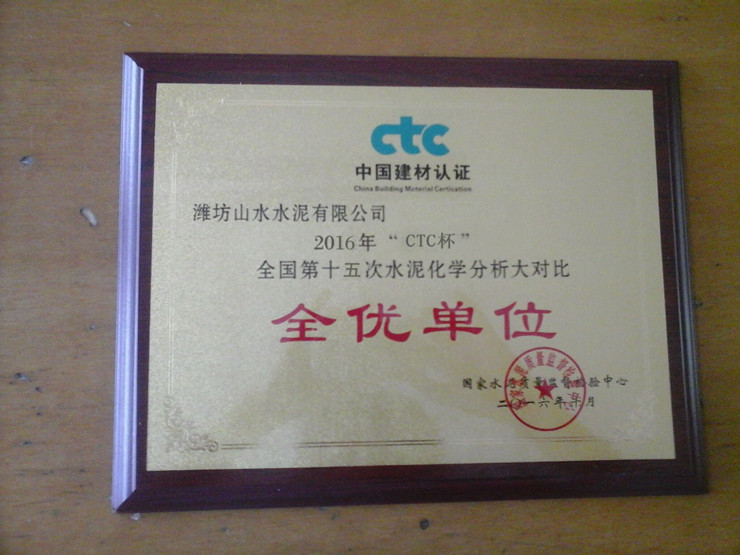 ctc
中国建材认证
China Building Material Certication
潍坊山水水泥有限公司
2016年“CTC杯”
全国第十五次水泥化学分析大对比
全优单位
国家水泥质量监督检验中心
二〇一六年十月